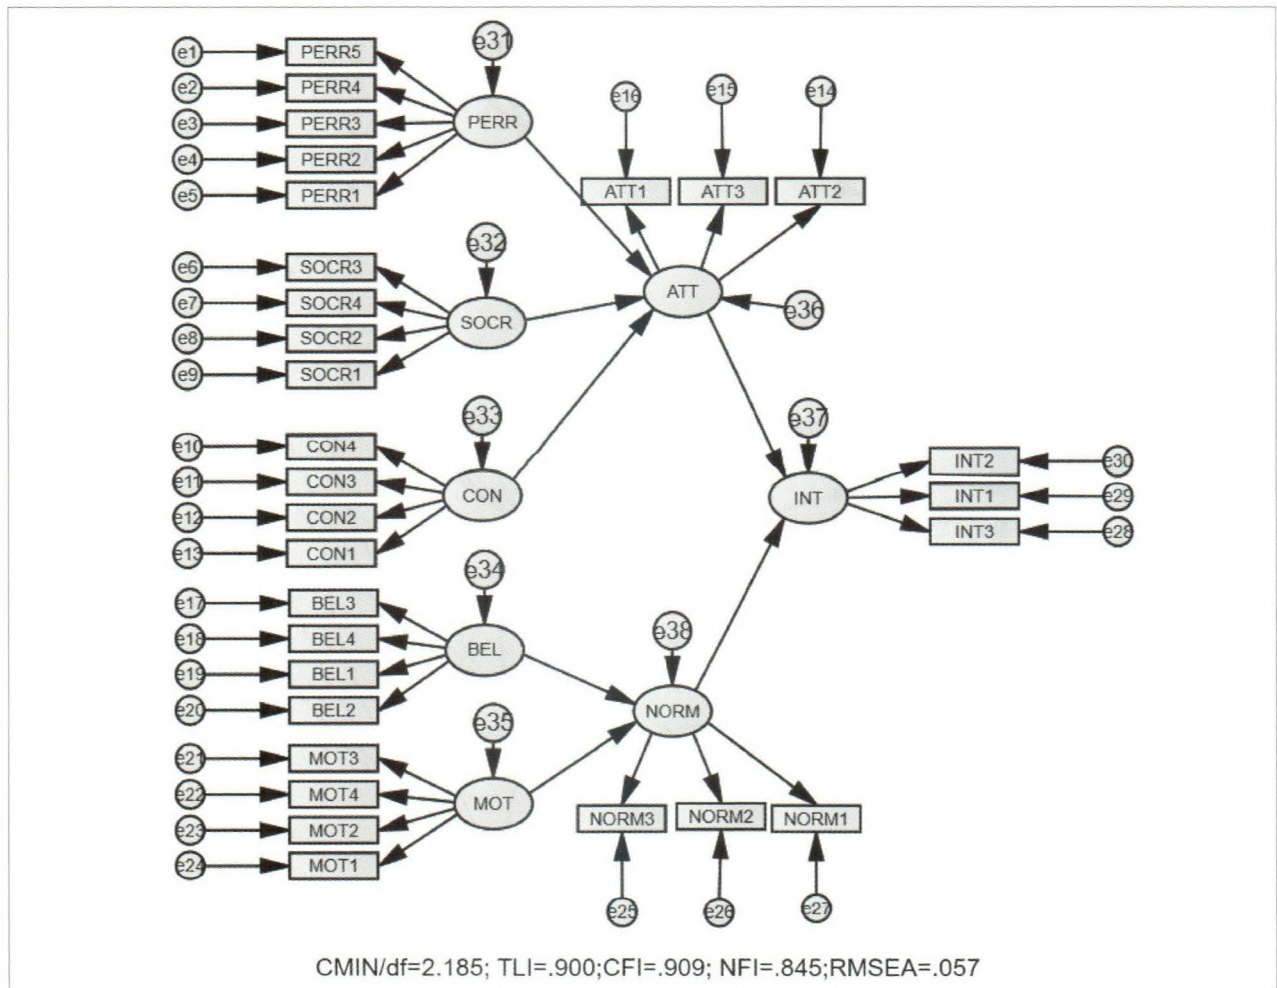 e31
e1 PERR5
e2 PERR4
e3 PERR3
e4 PERR2
e5 PERR1
PERR
e16 e15 e14
ATT1 ATT3 ATT2
e32
e6 SOCR3
e7 SOCR4
e8 SOCR2
e9 SOCR1
SOCR
ATT
e36
e33
e10 CON4
e11 CON3
e12 CON2
e13 CON1
CON
e37
INT
INT2 e30
INT1 e29
INT3 e28
e34
e17 BEL3
e18 BEL4
e19 BEL1
e20 BEL2
BEL
e38
NORM
e35
e21 MOT3
e22 MOT4
e23 MOT2
e24 MOT1
MOT
NORM3 NORM2 NORM1
e25 e26 e27
CMIN/df=2.185; TLI=.900;CFI=.909; NFI=.845;RMSEA=.057